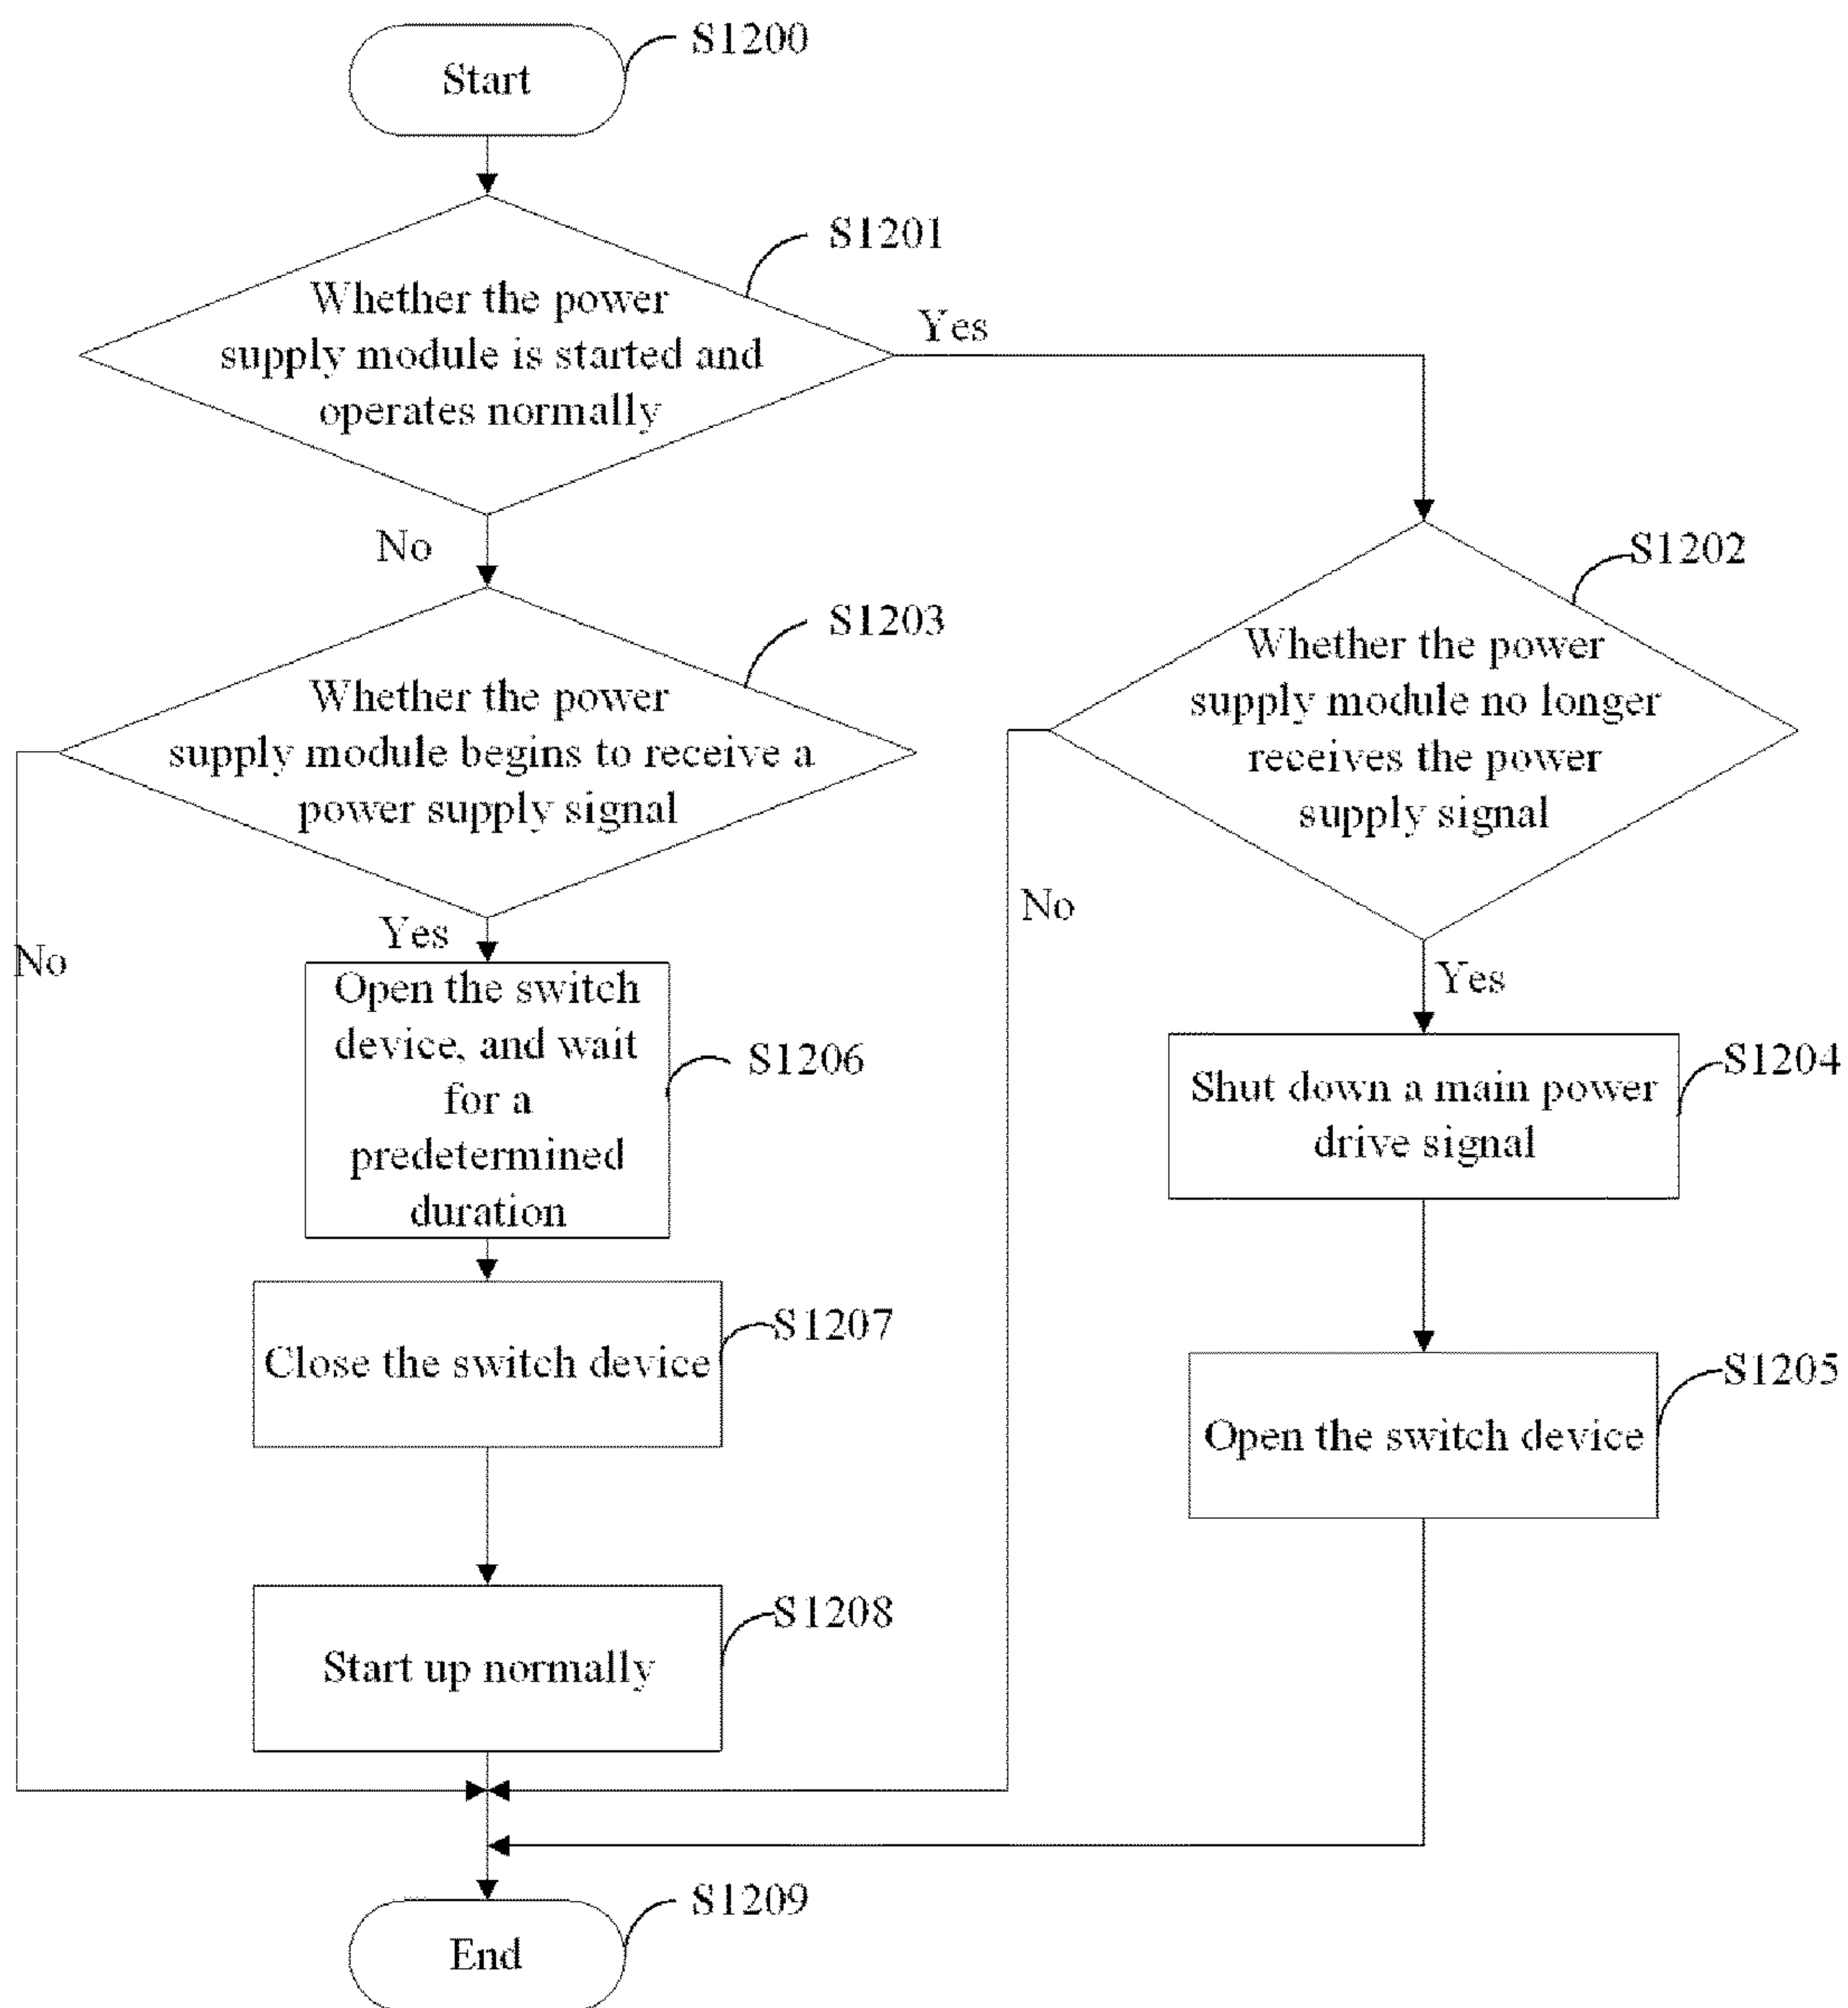 S1200
Start
S1201
Whether the power
supply module is started and
operates normally
Yes
No
S1202
Whether the power
supply module no longer
receives the power
supply signal
S1203
Whether the power
supply module begins to receive a
power supply signal
No
Yes
No
Yes
Open the switch
device, and wait
for a
predetermined
duration
S1206
S1204
Shut down a main power
drive signal
S1207
Close the switch device
S1205
Open the switch device
S1208
Start up normally
S1209
End